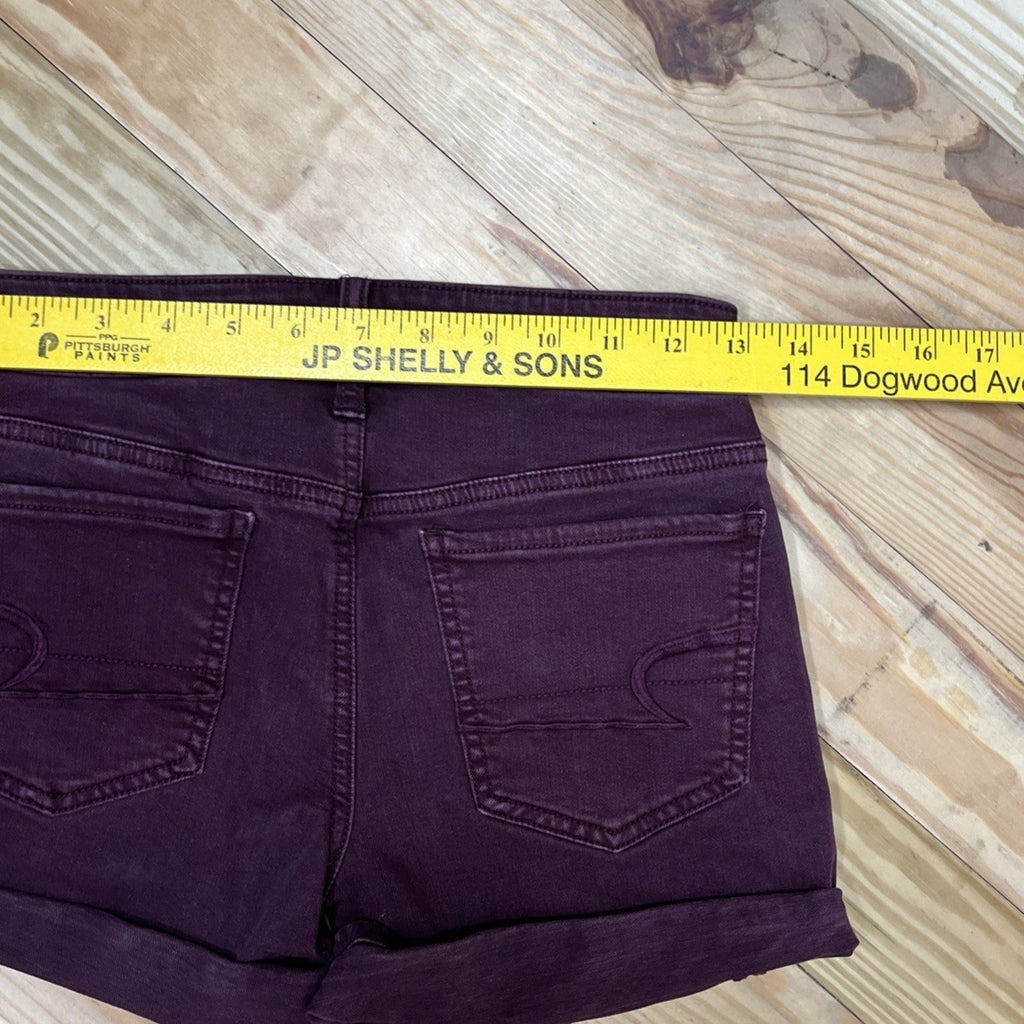 2 3 4 5 6 7 8 9 10 11 12 13 14 15 16 17
P PPG
PITTSBURGH
PAINTS
JP SHELLY & SONS
114 Dogwood Ave